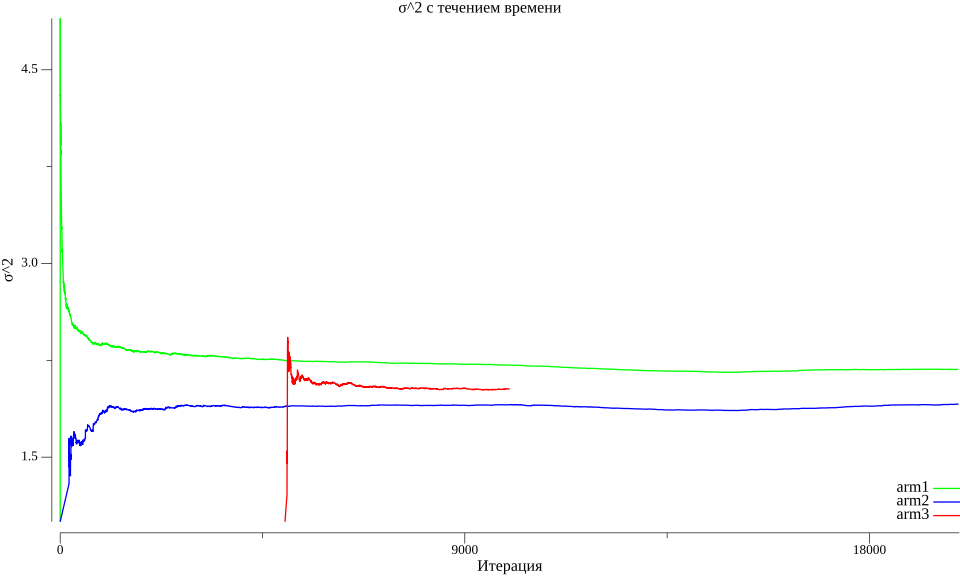 σ^2 с течением времени
4.5
3.0
1.5
σ^2
arm1
arm2
arm3
0
9000
18000
Итерация